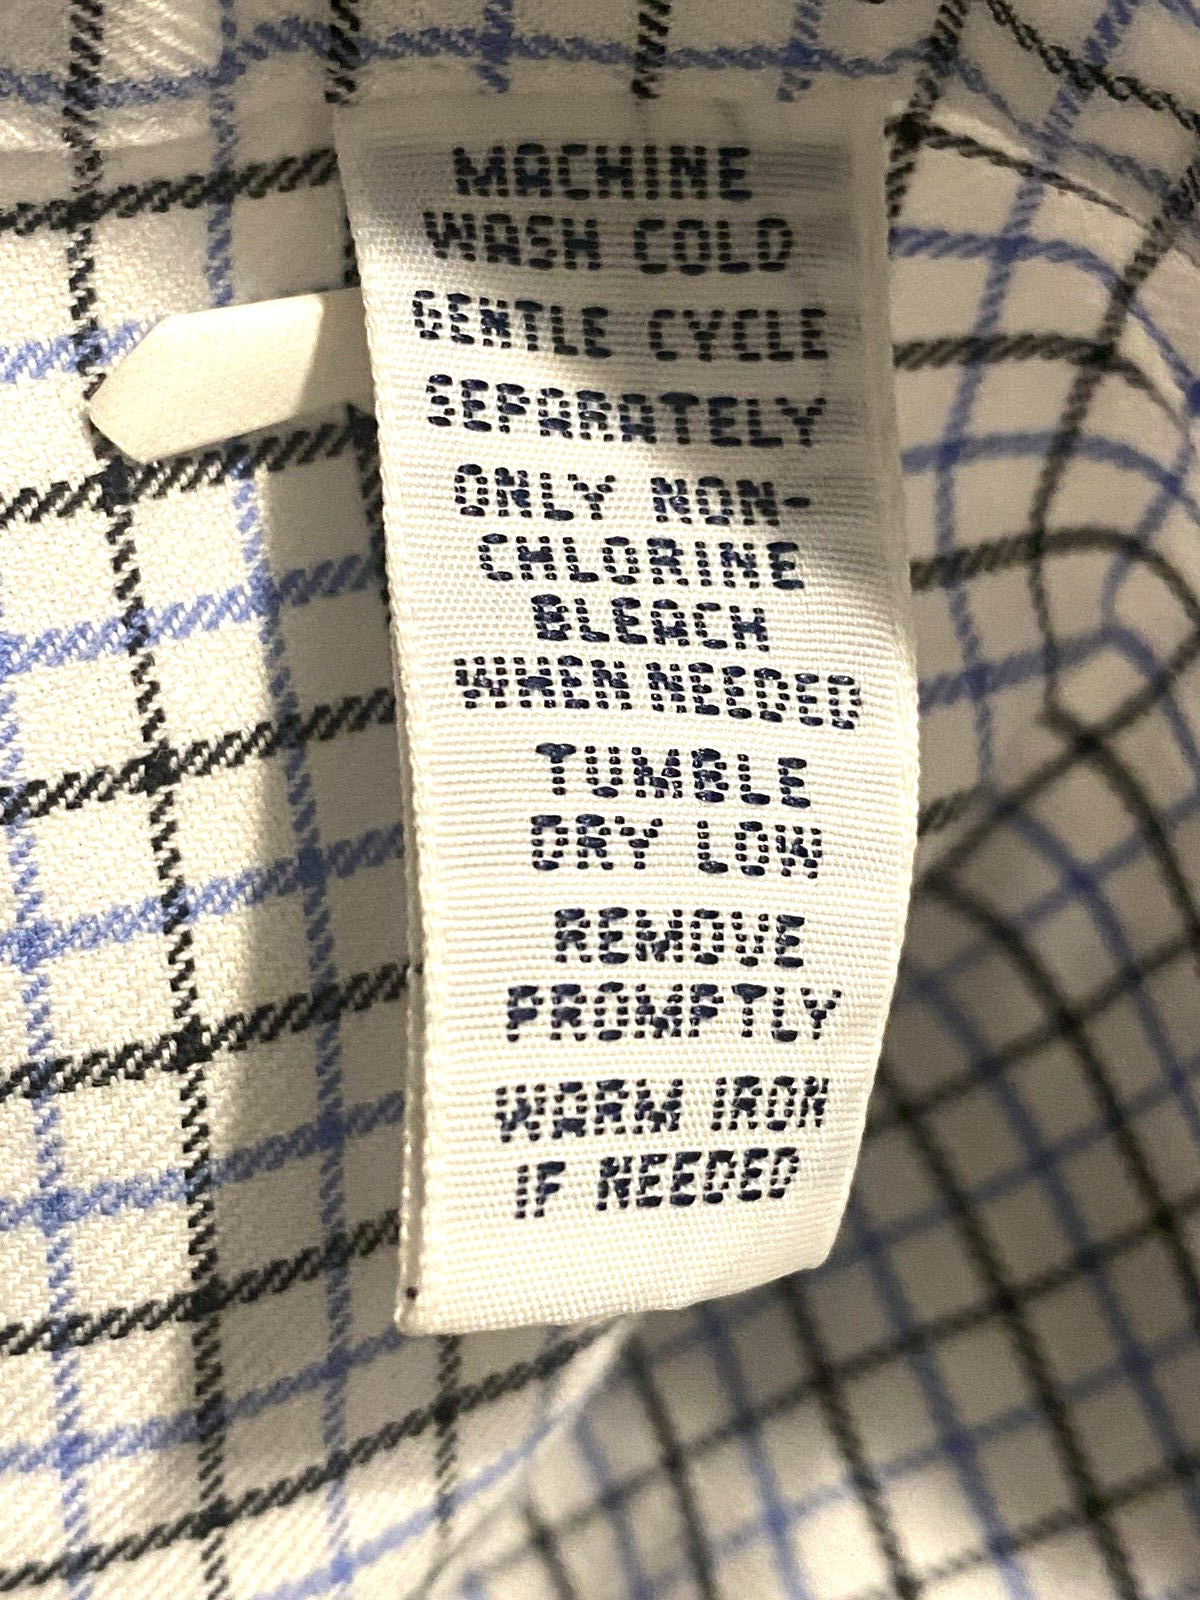 MACHINE
WASH COLD
GENTLE CYCLE
SEPARATELY
ONLY NON-
CHLORINE
BLEACH
WHEN NEEDED
TUMBLE
DRY LOW
REMOVE
PROMPTLY
WARM IRON
IF NEEDED